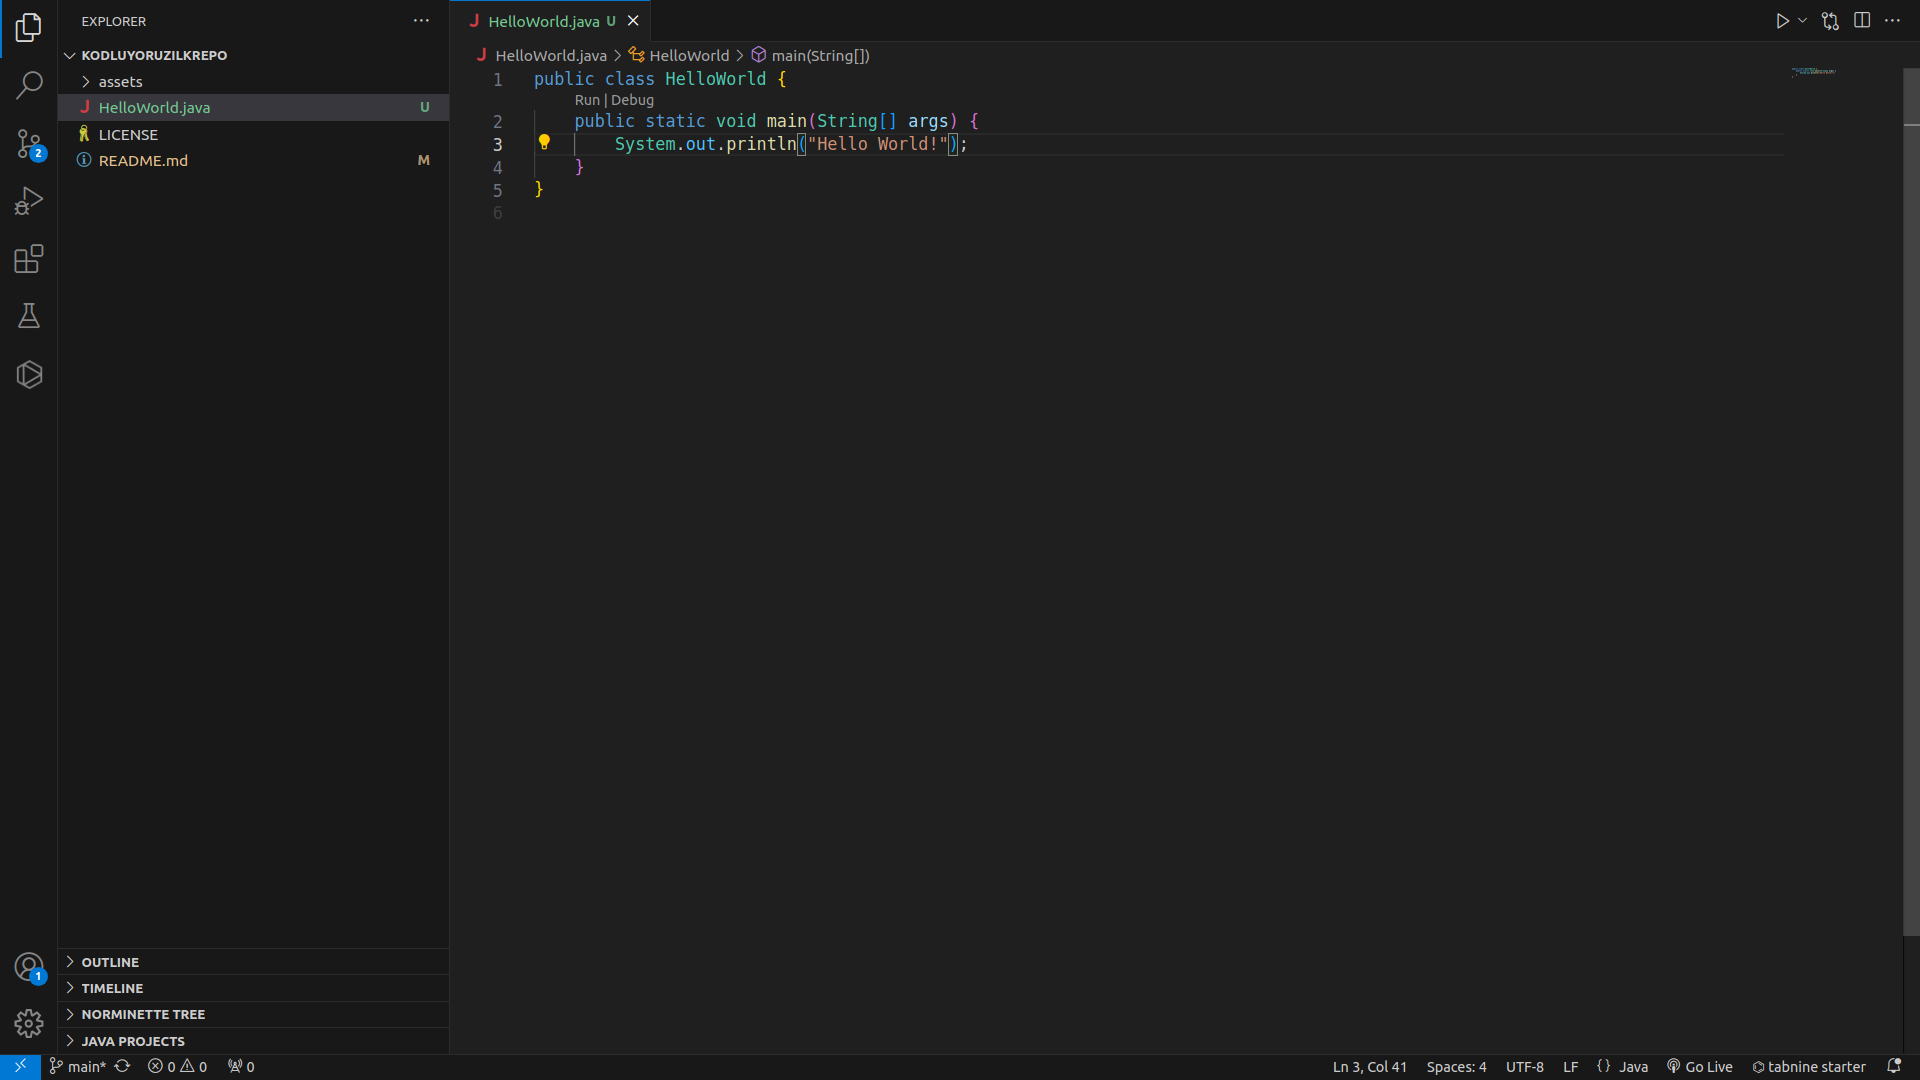 EXPLORER
KODLUYORUZILKREPO
assets
HelloWorld.java U
LICENSE
README.md M
OUTLINE
TIMELINE
NORMINETTE TREE
JAVA PROJECTS
HelloWorld.java U
HelloWorld.java > HelloWorld > main(String[])
1 public class HelloWorld {
Run | Debug
2 public static void main(String[] args) {
3 System.out.println("Hello World!");
4 }
5 }
6
2
1
main* 0 0 0
Ln 3, Col 41 Spaces: 4 UTF-8 LF {} Java Go Live tabnine starter